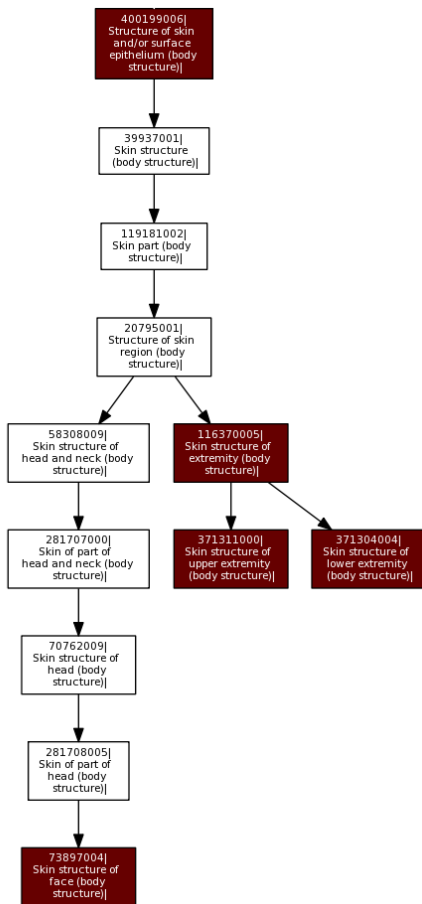 400199006|
Structure of skin
and/or surface
epithelium (body
structure)|
39937001|
Skin structure
(body structure)|
119181002|
Skin part (body
structure)|
20795001|
Structure of skin
region (body
structure)|
58308009|
Skin structure of
head and neck (body
structure)|
116370005|
Skin structure of
extremity (body
structure)|
281707000|
Skin of part of
head and neck (body
structure)|
371311000|
Skin structure of
upper extremity
(body structure)|
371304004|
Skin structure of
lower extremity
(body structure)|
70762009|
Skin structure of
head (body
structure)|
281708005|
Skin of part of
head (body
structure)|
73897004|
Skin structure of
face (body
structure)|